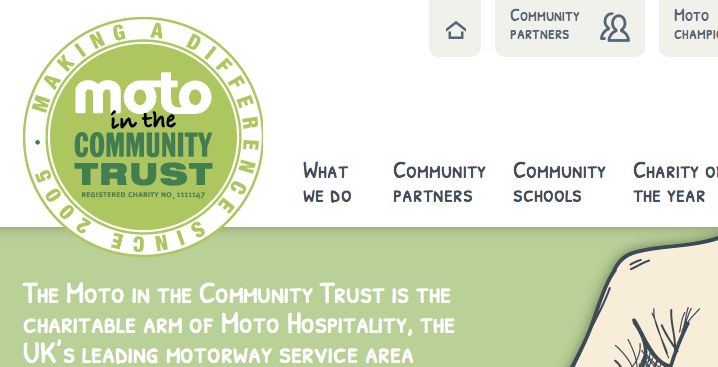 MAKING A DIFFERENCE SINCE 2005
moto
in the
COMMUNITY
TRUST
REGISTERED CHARITY NO. 1111147
Community
partners
Moto
What
we do
Community
partners
Community
schools
Charity
the year
The Moto in the Community Trust is the
charitable arm of Moto Hospitality, the
UK's leading motorway service area